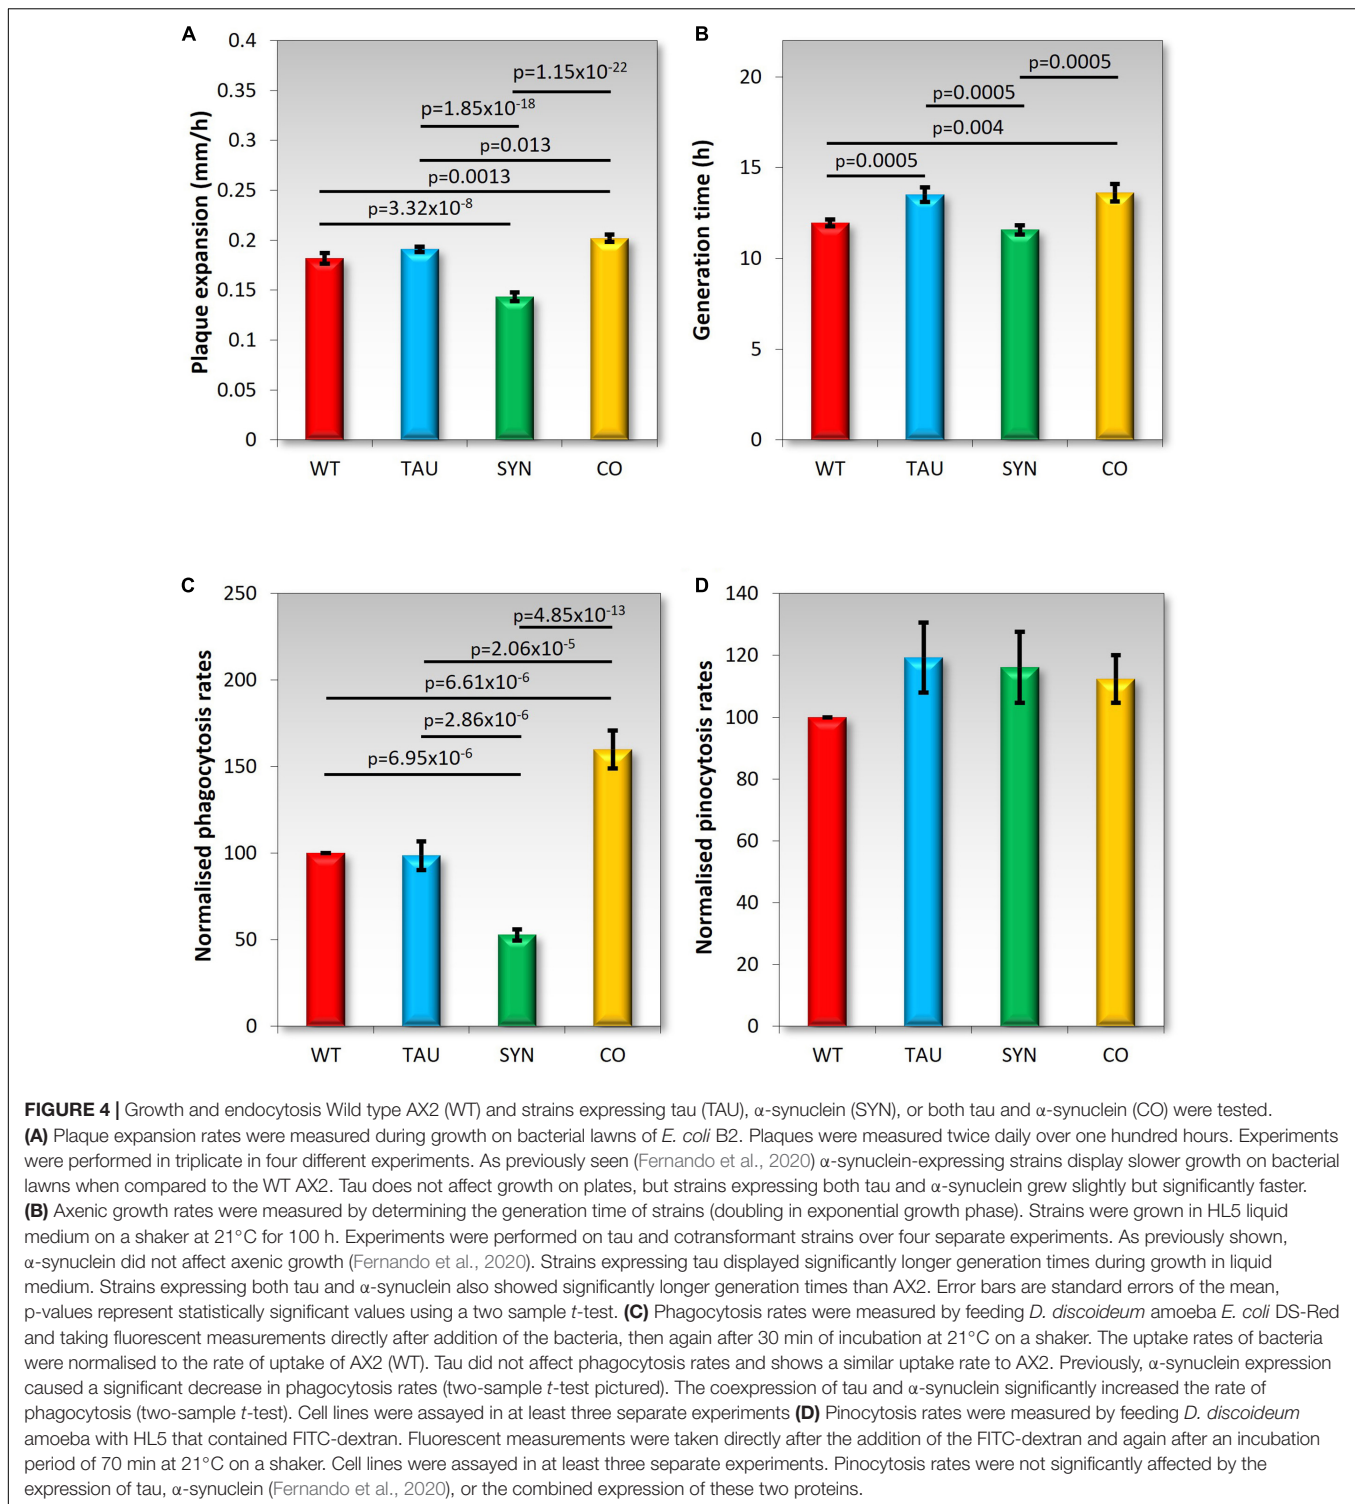 A
0.4
0.35
0.3
0.25
0.2
0.15
0.1
0.05
0
Plaque expansion (mm/h)
p=1.15x10-22
p=1.85x10-18
p=0.013
p=0.0013
p=3.32x10-8
WT TAU SYN CO
B
20
15
10
5
0
Generation time (h)
p=0.0005
p=0.0005
p=0.004
p=0.0005
WT TAU SYN CO
C
250
200
150
100
50
0
Normalised phagocytosis rates
p=4.85x10-13
p=2.06x10-5
p=6.61x10-6
p=2.86x10-6
p=6.95x10-6
WT TAU SYN CO
D
140
120
100
80
60
40
20
0
Normalised pinocytosis rates
WT TAU SYN CO
FIGURE 4 | Growth and endocytosis Wild type AX2 (WT) and strains expressing tau (TAU), α-synuclein (SYN), or both tau and α-synuclein (CO) were tested.
(A) Plaque expansion rates were measured during growth on bacterial lawns of E. coli B2. Plaques were measured twice daily over one hundred hours. Experiments
were performed in triplicate in four different experiments. As previously seen (Fernando et al., 2020) α-synuclein-expressing strains display slower growth on bacterial
lawns when compared to the WT AX2. Tau does not affect growth on plates, but strains expressing both tau and α-synuclein grew slightly but significantly faster.
(B) Axenic growth rates were measured by determining the generation time of strains (doubling in exponential growth phase). Strains were grown in HL5 liquid
medium on a shaker at 21°C for 100 h. Experiments were performed on tau and cotransformant strains over four separate experiments. As previously shown,
α-synuclein did not affect axenic growth (Fernando et al., 2020). Strains expressing tau displayed significantly longer generation times during growth in liquid
medium. Strains expressing both tau and α-synuclein also showed significantly longer generation times than AX2. Error bars are standard errors of the mean,
p-values represent statistically significant values using a two sample t-test. (C) Phagocytosis rates were measured by feeding D. discoideum amoeba E. coli DS-Red
and taking fluorescent measurements directly after addition of the bacteria, then again after 30 min of incubation at 21°C on a shaker. The uptake rates of bacteria
were normalised to the rate of uptake of AX2 (WT). Tau did not affect phagocytosis rates and shows a similar uptake rate to AX2. Previously, α-synuclein expression
caused a significant decrease in phagocytosis rates (two-sample t-test pictured). The coexpression of tau and α-synuclein significantly increased the rate of
phagocytosis (two-sample t-test). Cell lines were assayed in at least three separate experiments (D) Pinocytosis rates were measured by feeding D. discoideum
amoeba with HL5 that contained FITC-dextran. Fluorescent measurements were taken directly after the addition of the FITC-dextran and again after an incubation
period of 70 min at 21°C on a shaker. Cell lines were assayed in at least three separate experiments. Pinocytosis rates were not significantly affected by the
expression of tau, α-synuclein (Fernando et al., 2020), or the combined expression of these two proteins.